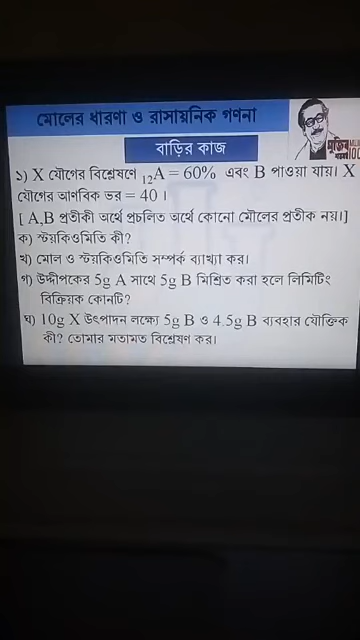 মোলের ধারণা ও রাসায়নিক গণনা
বাড়ির কাজ
১) X যৌগের বিশ্লেষণে ₁₂A = 60% এবং B পাওয়া যায়। X
যৌগের আণবিক ভর = 40 ।
[ A,B প্রতীকী অর্থে প্রচলিত অর্থে কোনো মৌলের প্রতীক নয়।]
ক) স্টয়কিওমিতি কী?
খ) মোল ও স্টয়কিওমিতি সম্পর্ক ব্যাখ্যা কর।
গ) উদ্দীপকের 5g A সাথে 5g B মিশ্রিত করা হলে লিমিটিং
বিক্রিয়ক কোনটি?
ঘ) 10g X উৎপাদন লক্ষ্যে 5g B ও 4.5g B ব্যবহার যৌক্তিক
কী? তোমার মতামত বিশ্লেষণ কর।
মুজিব